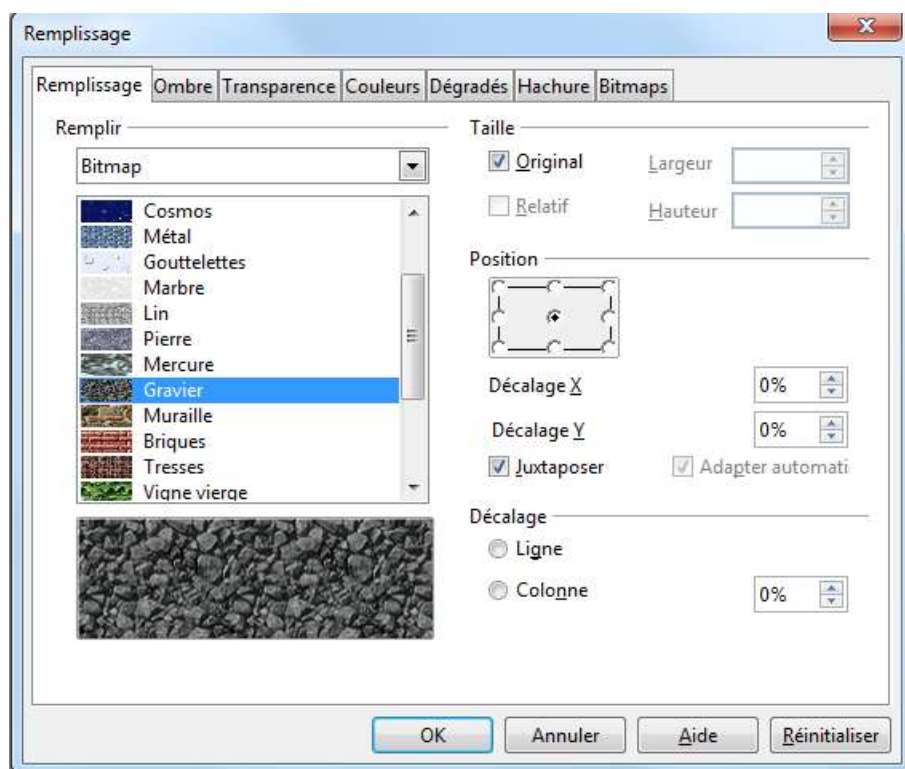 Remplissage
Remplissage Ombre Transparence Couleurs Dégradés Hachure Bitmaps
Remplir
Bitmap
Cosmos
Métal
Gouttelettes
Marbre
Lin
Pierre
Mercure
Gravier
Muraille
Briques
Tresses
Vigne vierge
Taille
Original Largeur
Relatif Hauteur
Position
Décalage X 0%
Décalage Y 0%
Juxtaposer Adapter automati
Décalage
Ligne
Colonne 0%
OK Annuler Aide Réinitialiser